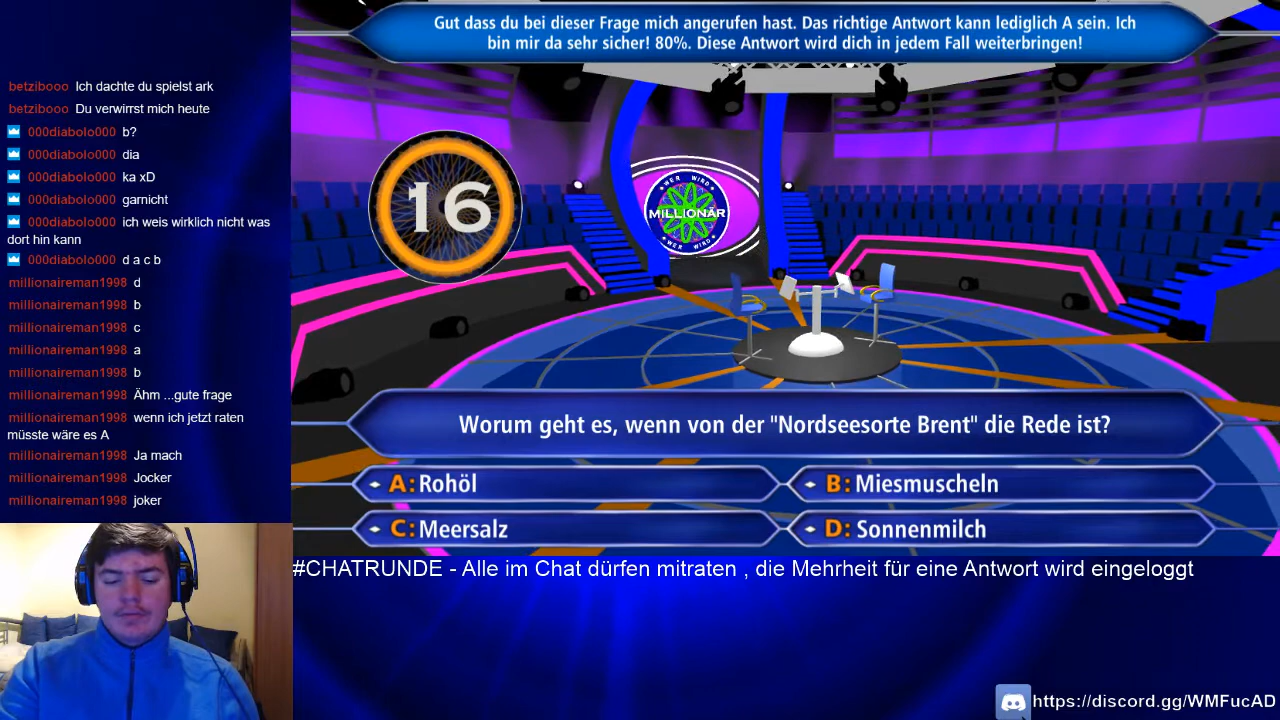 Gut dass du bei dieser Frage mich angerufen hast. Das richtige Antwort kann lediglich A sein. Ich
bin mir da sehr sicher! 80%. Diese Antwort wird dich in jedem Fall weiterbringen!
betzibooo Ich dachte du spielst ark
betzibooo Du verwirrst mich heute
000diabolo000 b?
000diabolo000 dia
000diabolo000 ka xD
000diabolo000 garnicht
000diabolo000 ich weis wirklich nicht was
dort hin kann
000diabolo000 d a c b
millionaireman1998 d
millionaireman1998 b
millionaireman1998 c
millionaireman1998 a
millionaireman1998 b
millionaireman1998 Ähm ...gute frage
millionaireman1998 wenn ich jetzt raten
müsste wäre es A
millionaireman1998 Ja mach
millionaireman1998 Jocker
millionaireman1998 joker
16
WER WIRD
MILLIONÄR
WER WIRD
Worum geht es, wenn von der "Nordseesorte Brent" die Rede ist?
A: Rohöl
B: Miesmuscheln
C: Meersalz
D: Sonnenmilch
#CHATRUNDE - Alle im Chat dürfen mitraten , die Mehrheit für eine Antwort wird eingeloggt
https://discord.gg/WMFucAD